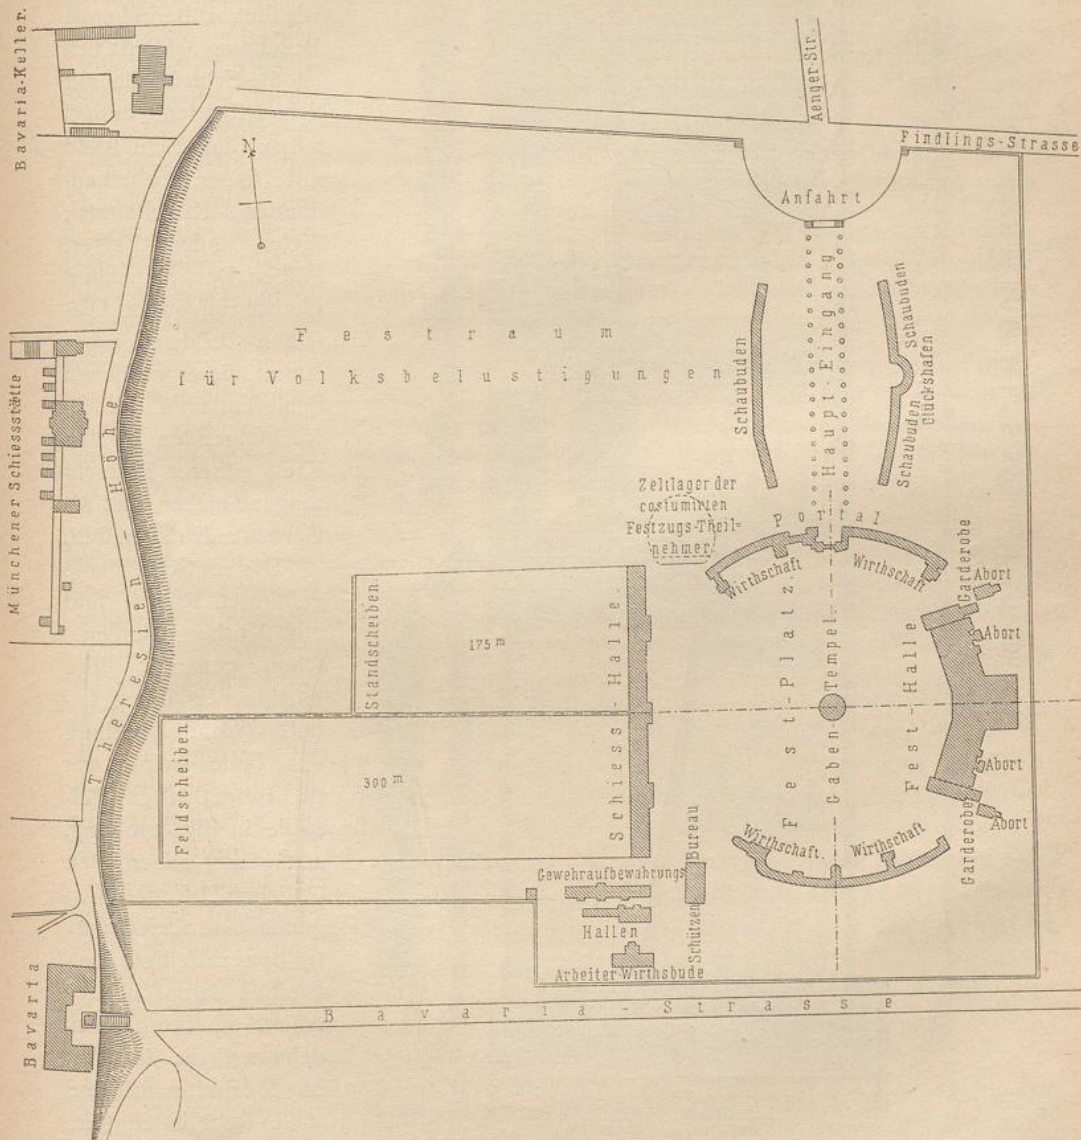 Bavaria-Keller.
Aenger-Str.
Findlings-Strasse
N
Anfahrt
Haupt-Eingang
Festraum
für Volksbelustigungen
Schaubuden
Schaubuden
Schaubuden
Glückshafen
Münchener Schiessstätte
Theresien-Höhe
Zeltlager der
costumirten
Festzugs-Theil=
nehmer.
Portal
Wirthschaft
Wirthschaft
Garderobe
Abort
Abort
Standscheiben.
175 m
Schiess-Halle.
Fest-Platz.
Gaben-Tempel.
Fest-Halle
Feldscheiben
300 m
Abort
Abort
Garderobe
Wirthschaft.
Wirthschaft
Gewehraufbewahrungs
Hallen
Schützen Bureau
Arbeiter-Wirthsbude
Bavaria
Bavaria-Strasse